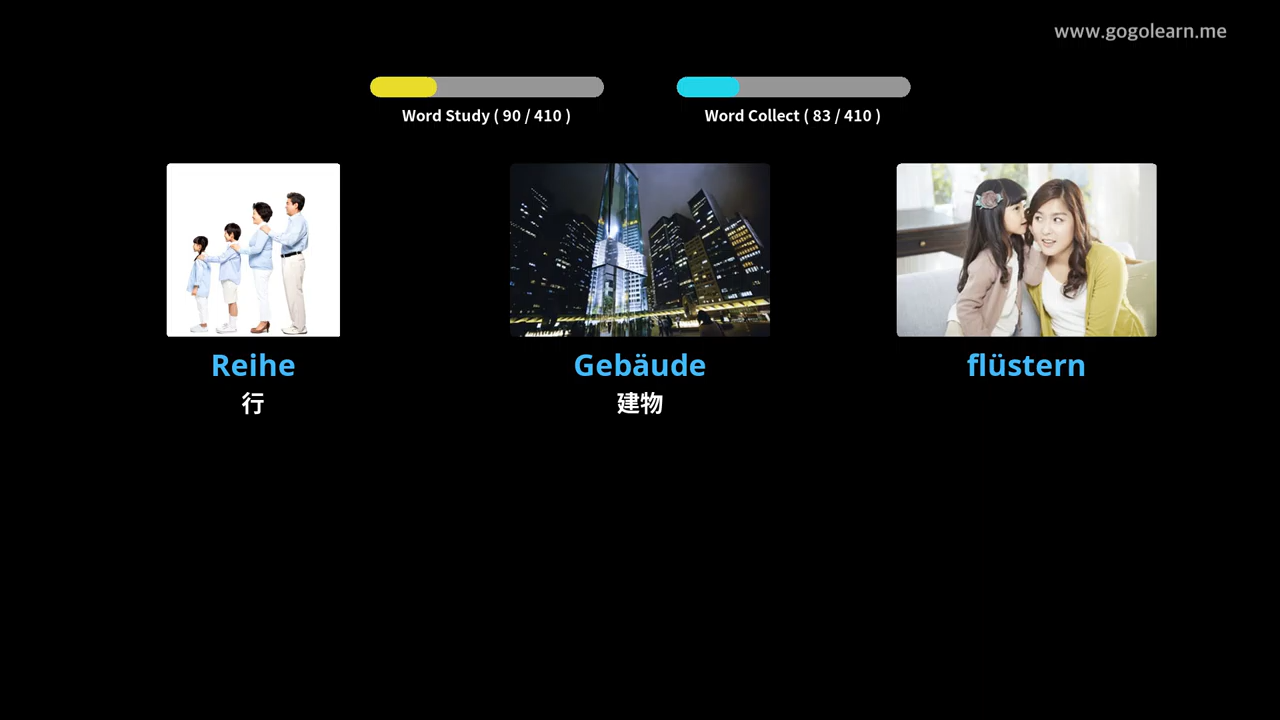 www.gogolearn.me
Word Study ( 90 / 410 )
Word Collect ( 83 / 410 )
Reihe
行
Gebäude
建物
flüstern